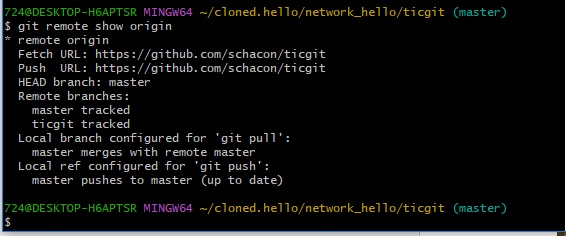 724@DESKTOP-H6APTSR MINGW64 ~/cloned.hello/network_hello/ticgit (master)
$ git remote show origin
* remote origin
  Fetch URL: https://github.com/schacon/ticgit
  Push  URL: https://github.com/schacon/ticgit
  HEAD branch: master
  Remote branches:
    master tracked
    ticgit tracked
  Local branch configured for 'git pull':
    master merges with remote master
  Local ref configured for 'git push':
    master pushes to master (up to date)
724@DESKTOP-H6APTSR MINGW64 ~/cloned.hello/network_hello/ticgit (master)
$